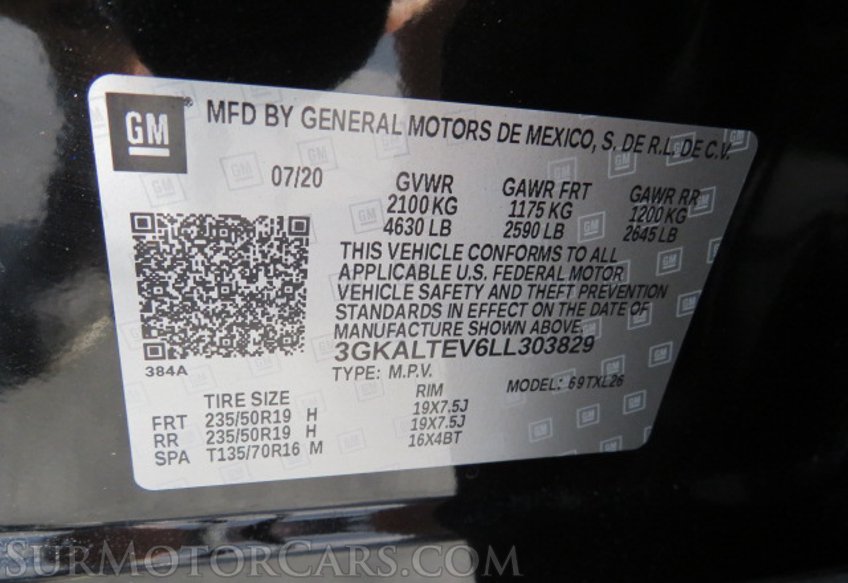 GM
MFD BY GENERAL MOTORS DE MEXICO, S. DE R.L. DE C.V.
07/20
GVWR GAWR FRT GAWR RR
2100 KG 1175 KG 1200 KG
4630 LB 2590 LB 2645 LB
THIS VEHICLE CONFORMS TO ALL
APPLICABLE U.S. FEDERAL MOTOR
VEHICLE SAFETY AND THEFT PREVENTION
STANDARDS IN EFFECT ON THE DATE OF
MANUFACTURE SHOWN ABOVE.
384A
3GKALTEV6LL303829
TYPE: M.P.V. MODEL: 69TXL26
TIRE SIZE RIM
FRT 235/50R19 H 19X7.5J
RR 235/50R19 H 19X7.5J
SPA T135/70R16 M 16X4BT
SurMotorCars.com